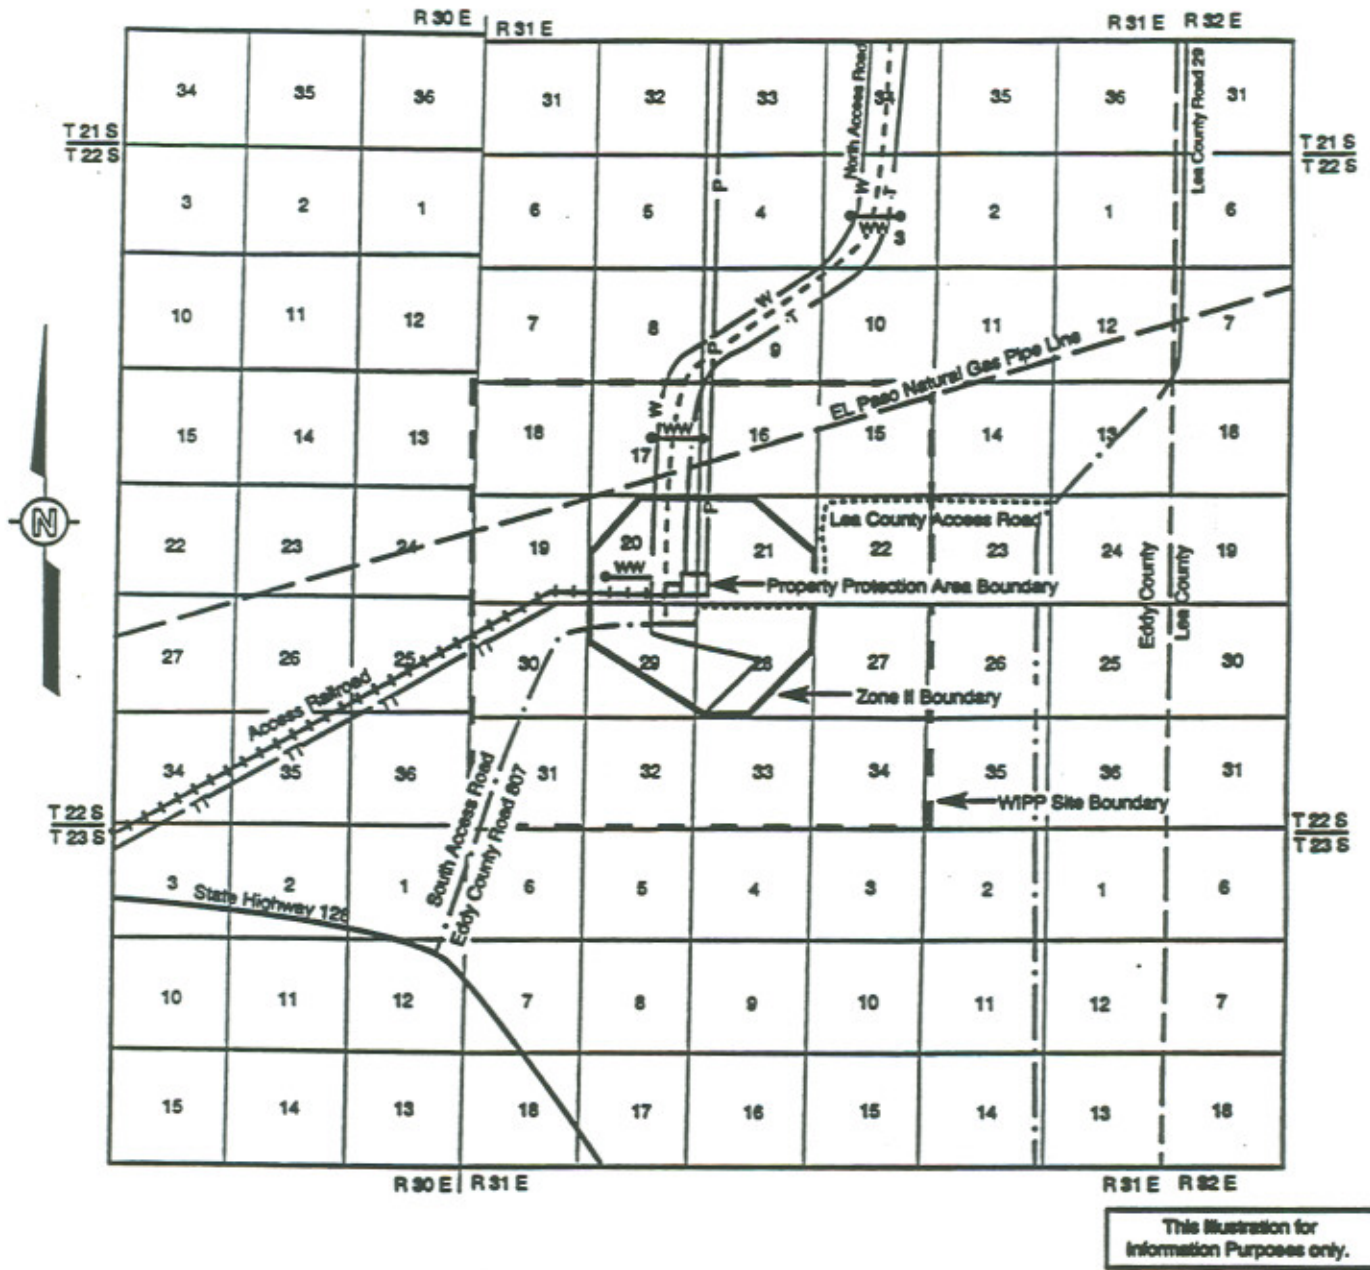 R 30 E R 31 E R 31 E R 32 E
34 35 36 31 32 33 34 35 36 31
North Access Road
Lea County Road 29
T 21 S
T 22 S
T 21 S
T 22 S
P W T
3 2 1 6 5 4 2 1 6
WW 3
10 11 12 7 8 9 10 11 12 7
W T P
EL Paso Natural Gas Pipe Line
W
15 14 13 18 17 16 15 14 13 18
WW
N
P
Lea County Access Road
22 23 24 19 20 21 22 23 24 19
WW
Property Protection Area Boundary
Eddy County
Lea County
27 26 25 30 29 28 27 26 25 30
TT
Access Railroad
Zone II Boundary
TT
34 35 36 31 32 33 34 35 36 31
TT
South Access Road
Eddy County Road 807
WIPP Site Boundary
T 22 S
T 23 S
T 22 S
T 23 S
3 2 1 6 5 4 3 2 1 6
State Highway 128
10 11 12 7 8 9 10 11 12 7
15 14 13 18 17 16 15 14 13 18
R 30 E R 31 E R 31 E R 32 E
This Illustration for
Information Purposes only.